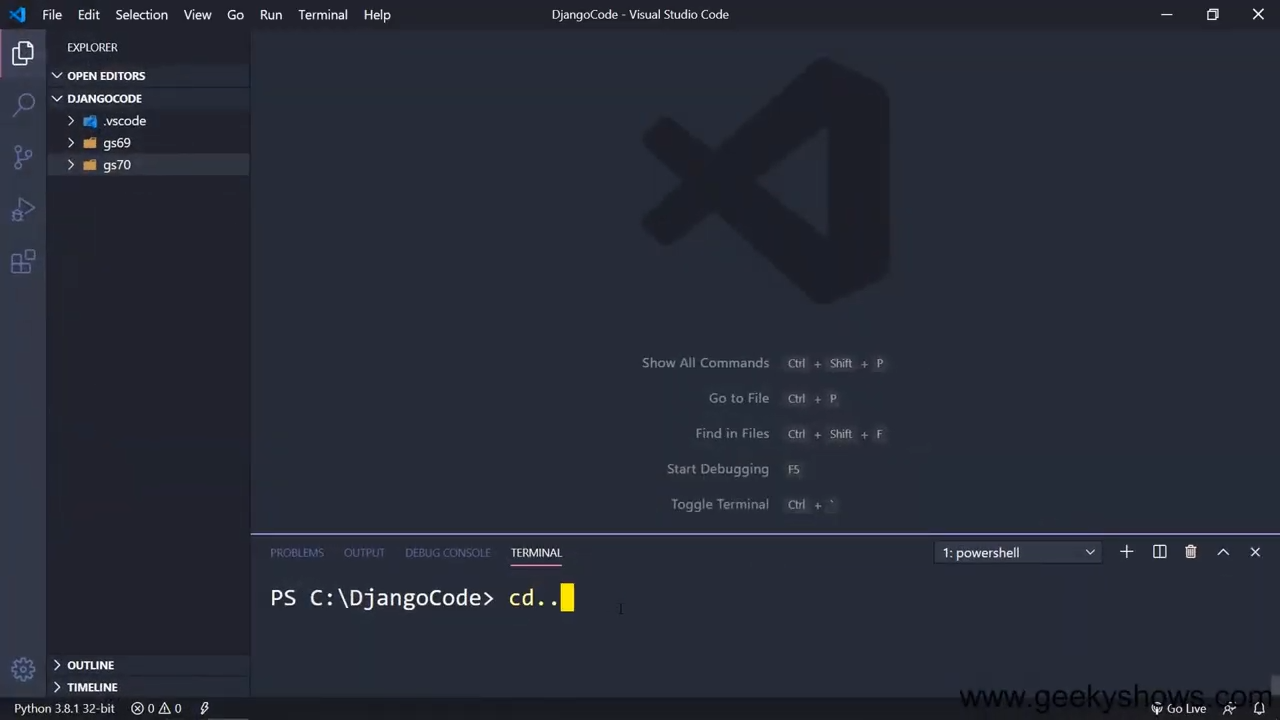 File Edit Selection View Go Run Terminal Help
DjangoCode - Visual Studio Code
EXPLORER
OPEN EDITORS
DJANGOCODE
.vscode
gs69
gs70
Show All Commands Ctrl + Shift + P
Go to File Ctrl + P
Find in Files Ctrl + Shift + F
Start Debugging F5
Toggle Terminal Ctrl + `
PROBLEMS OUTPUT DEBUG CONSOLE TERMINAL
1: powershell
PS C:\DjangoCode> cd..
OUTLINE
TIMELINE
www.geekyshows.com
Python 3.8.1 32-bit 0 0
Go Live